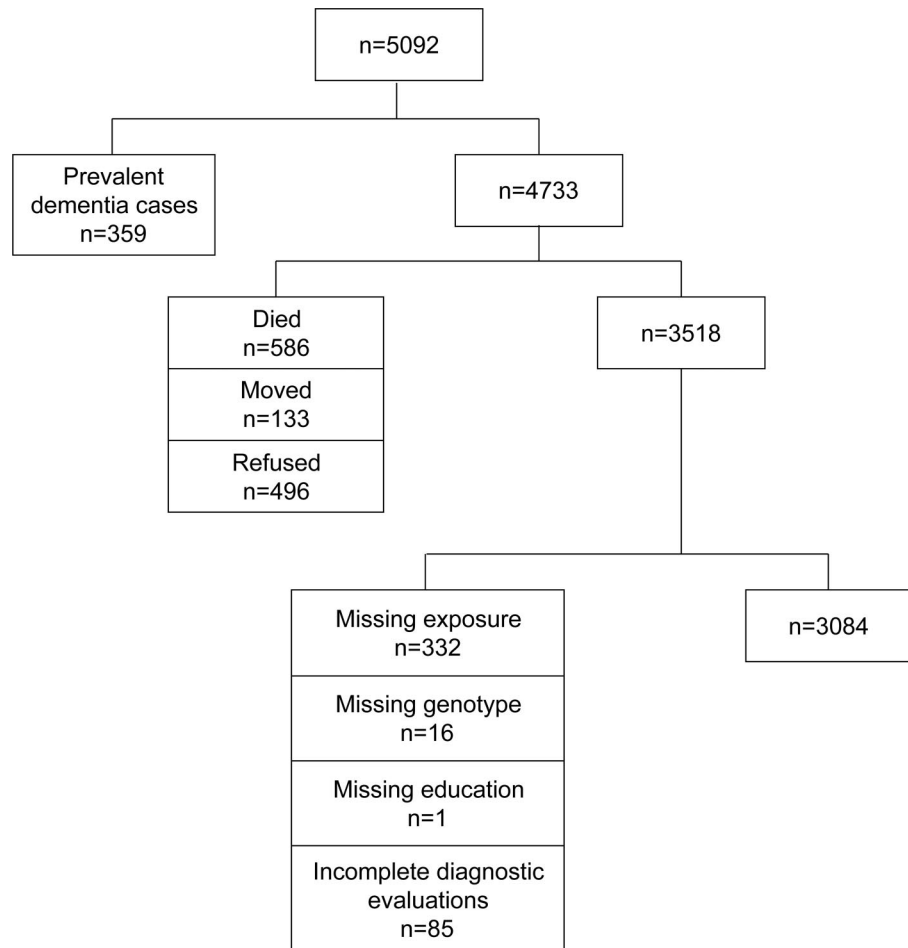 n=5092
Prevalent
dementia cases
n=359
n=4733
Died
n=586
Moved
n=133
Refused
n=496
n=3518
Missing exposure
n=332
Missing genotype
n=16
Missing education
n=1
Incomplete diagnostic
evaluations
n=85
n=3084